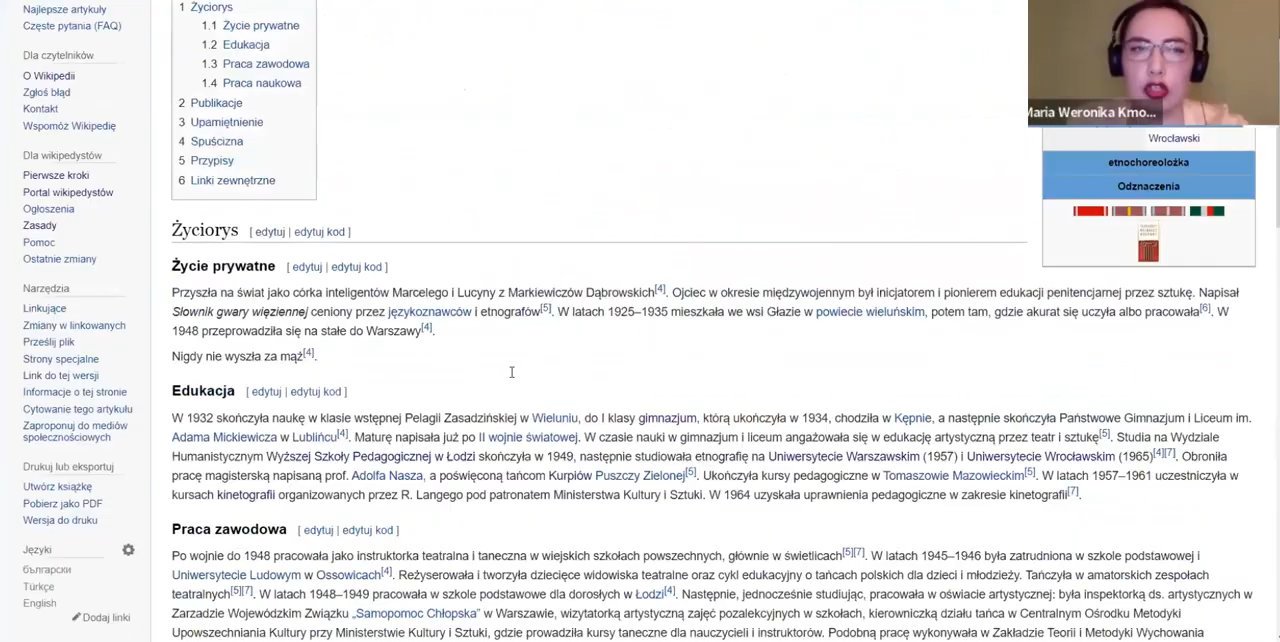 Najlepsze artykuły
Częste pytania (FAQ)
Dla czytelników
O Wikipedii
Zgłoś błąd
Kontakt
Wspomóż Wikipedię
Dla wikipedystów
Pierwsze kroki
Portal wikipedystów
Ogłoszenia
Zasady
Pomoc
Ostatnie zmiany
Narzędzia
Linkujące
Zmiany w linkowanych
Prześlij plik
Strony specjalne
Link do tej wersji
Informacje o tej stronie
Cytowanie tego artykułu
Zaproponuj do mediów
społecznościowych
Drukuj lub eksportuj
Utwórz książkę
Pobierz jako PDF
Wersja do druku
Języki
български
Türkçe
English
Dodaj linki
1 Życiorys
1.1 Życie prywatne
1.2 Edukacja
1.3 Praca zawodowa
1.4 Praca naukowa
2 Publikacje
3 Upamiętnienie
4 Spuścizna
5 Przypisy
6 Linki zewnętrzne
Maria Weronika Kmo...
Wrocławski
etnochoreolożka
Odznaczenia
Życiorys [ edytuj | edytuj kod ]
Życie prywatne [ edytuj | edytuj kod ]
Przyszła na świat jako córka inteligentów Marcelego i Lucyny z Markiewiczów Dąbrowskich[4]. Ojciec w okresie międzywojennym był inicjatorem i pionierem edukacji penitencjarnej przez sztukę. Napisał
Słownik gwary więziennej ceniony przez językoznawców i etnografów[5]. W latach 1925–1935 mieszkała we wsi Głazie w powiecie wieluńskim, potem tam, gdzie akurat się uczyła albo pracowała[6]. W
1948 przeprowadziła się na stałe do Warszawy[4].
Nigdy nie wyszła za mąż[4].
Edukacja [ edytuj | edytuj kod ]
W 1932 skończyła naukę w klasie wstępnej Pelagii Zasadzińskiej w Wieluniu, do I klasy gimnazjum, którą ukończyła w 1934, chodziła w Kępnie, a następnie skończyła Państwowe Gimnazjum i Liceum im.
Adama Mickiewicza w Lublińcu[4]. Maturę napisała już po II wojnie światowej. W czasie nauki w gimnazjum i liceum angażowała się w edukację artystyczną przez teatr i sztukę[5]. Studia na Wydziale
Humanistycznym Wyższej Szkoły Pedagogicznej w Łodzi skończyła w 1949, następnie studiowała etnografię na Uniwersytecie Warszawskim (1957) i Uniwersytecie Wrocławskim (1965)[4][7]. Obroniła
pracę magisterską napisaną prof. Adolfa Nasza, a poświęconą tańcom Kurpiów Puszczy Zielonej[5]. Ukończyła kursy pedagogiczne w Tomaszowie Mazowieckim[5]. W latach 1957–1961 uczestniczyła w
kursach kinetografii organizowanych przez R. Langego pod patronatem Ministerstwa Kultury i Sztuki. W 1964 uzyskała uprawnienia pedagogiczne w zakresie kinetografii[7].
Praca zawodowa [ edytuj | edytuj kod ]
Po wojnie do 1948 pracowała jako instruktorka teatralna i taneczna w wiejskich szkołach powszechnych, głównie w świetlicach[5][7]. W latach 1945–1946 była zatrudniona w szkole podstawowej i
Uniwersytecie Ludowym w Ossowicach[4]. Reżyserowała i tworzyła dziecięce widowiska teatralne oraz cykl edukacyjny o tańcach polskich dla dzieci i młodzieży. Tańczyła w amatorskich zespołach
teatralnych[5][7]. W latach 1948–1949 pracowała w szkole podstawowej dla dorosłych w Łodzi[4]. Następnie, jednocześnie studiując, pracowała w oświacie artystycznej: była inspektorką ds. artystycznych w
Zarządzie Wojewódzkim Związku „Samopomoc Chłopska” w Warszawie, wizytatorką artystyczną zajęć pozalekcyjnych w szkołach, kierowniczką działu tańca w Centralnym Ośrodku Metodyki
Upowszechniania Kultury przy Ministerstwie Kultury i Sztuki, gdzie prowadziła kursy taneczne dla nauczycieli i instruktorów. Podobną pracę wykonywała w Zakładzie Teorii i Metodyki Wychowania